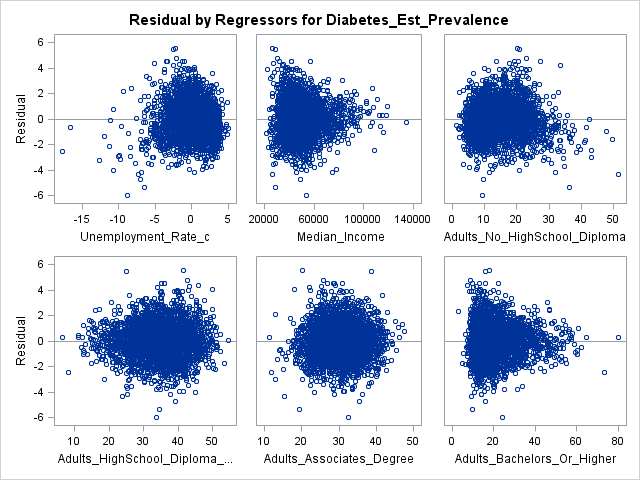 Residual by Regressors for Diabetes_Est_Prevalence
6
4
2
0
-2
-4
-6
Residual
-15 -10 -5 0 5
Unemployment_Rate_c
20000 60000 100000 140000
Median_Income
0 10 20 30 40 50
Adults_No_HighSchool_Diploma
6
4
2
0
-2
-4
-6
Residual
10 20 30 40 50
Adults_HighSchool_Diploma_...
10 20 30 40 50
Adults_Associates_Degree
0 20 40 60 80
Adults_Bachelors_Or_Higher